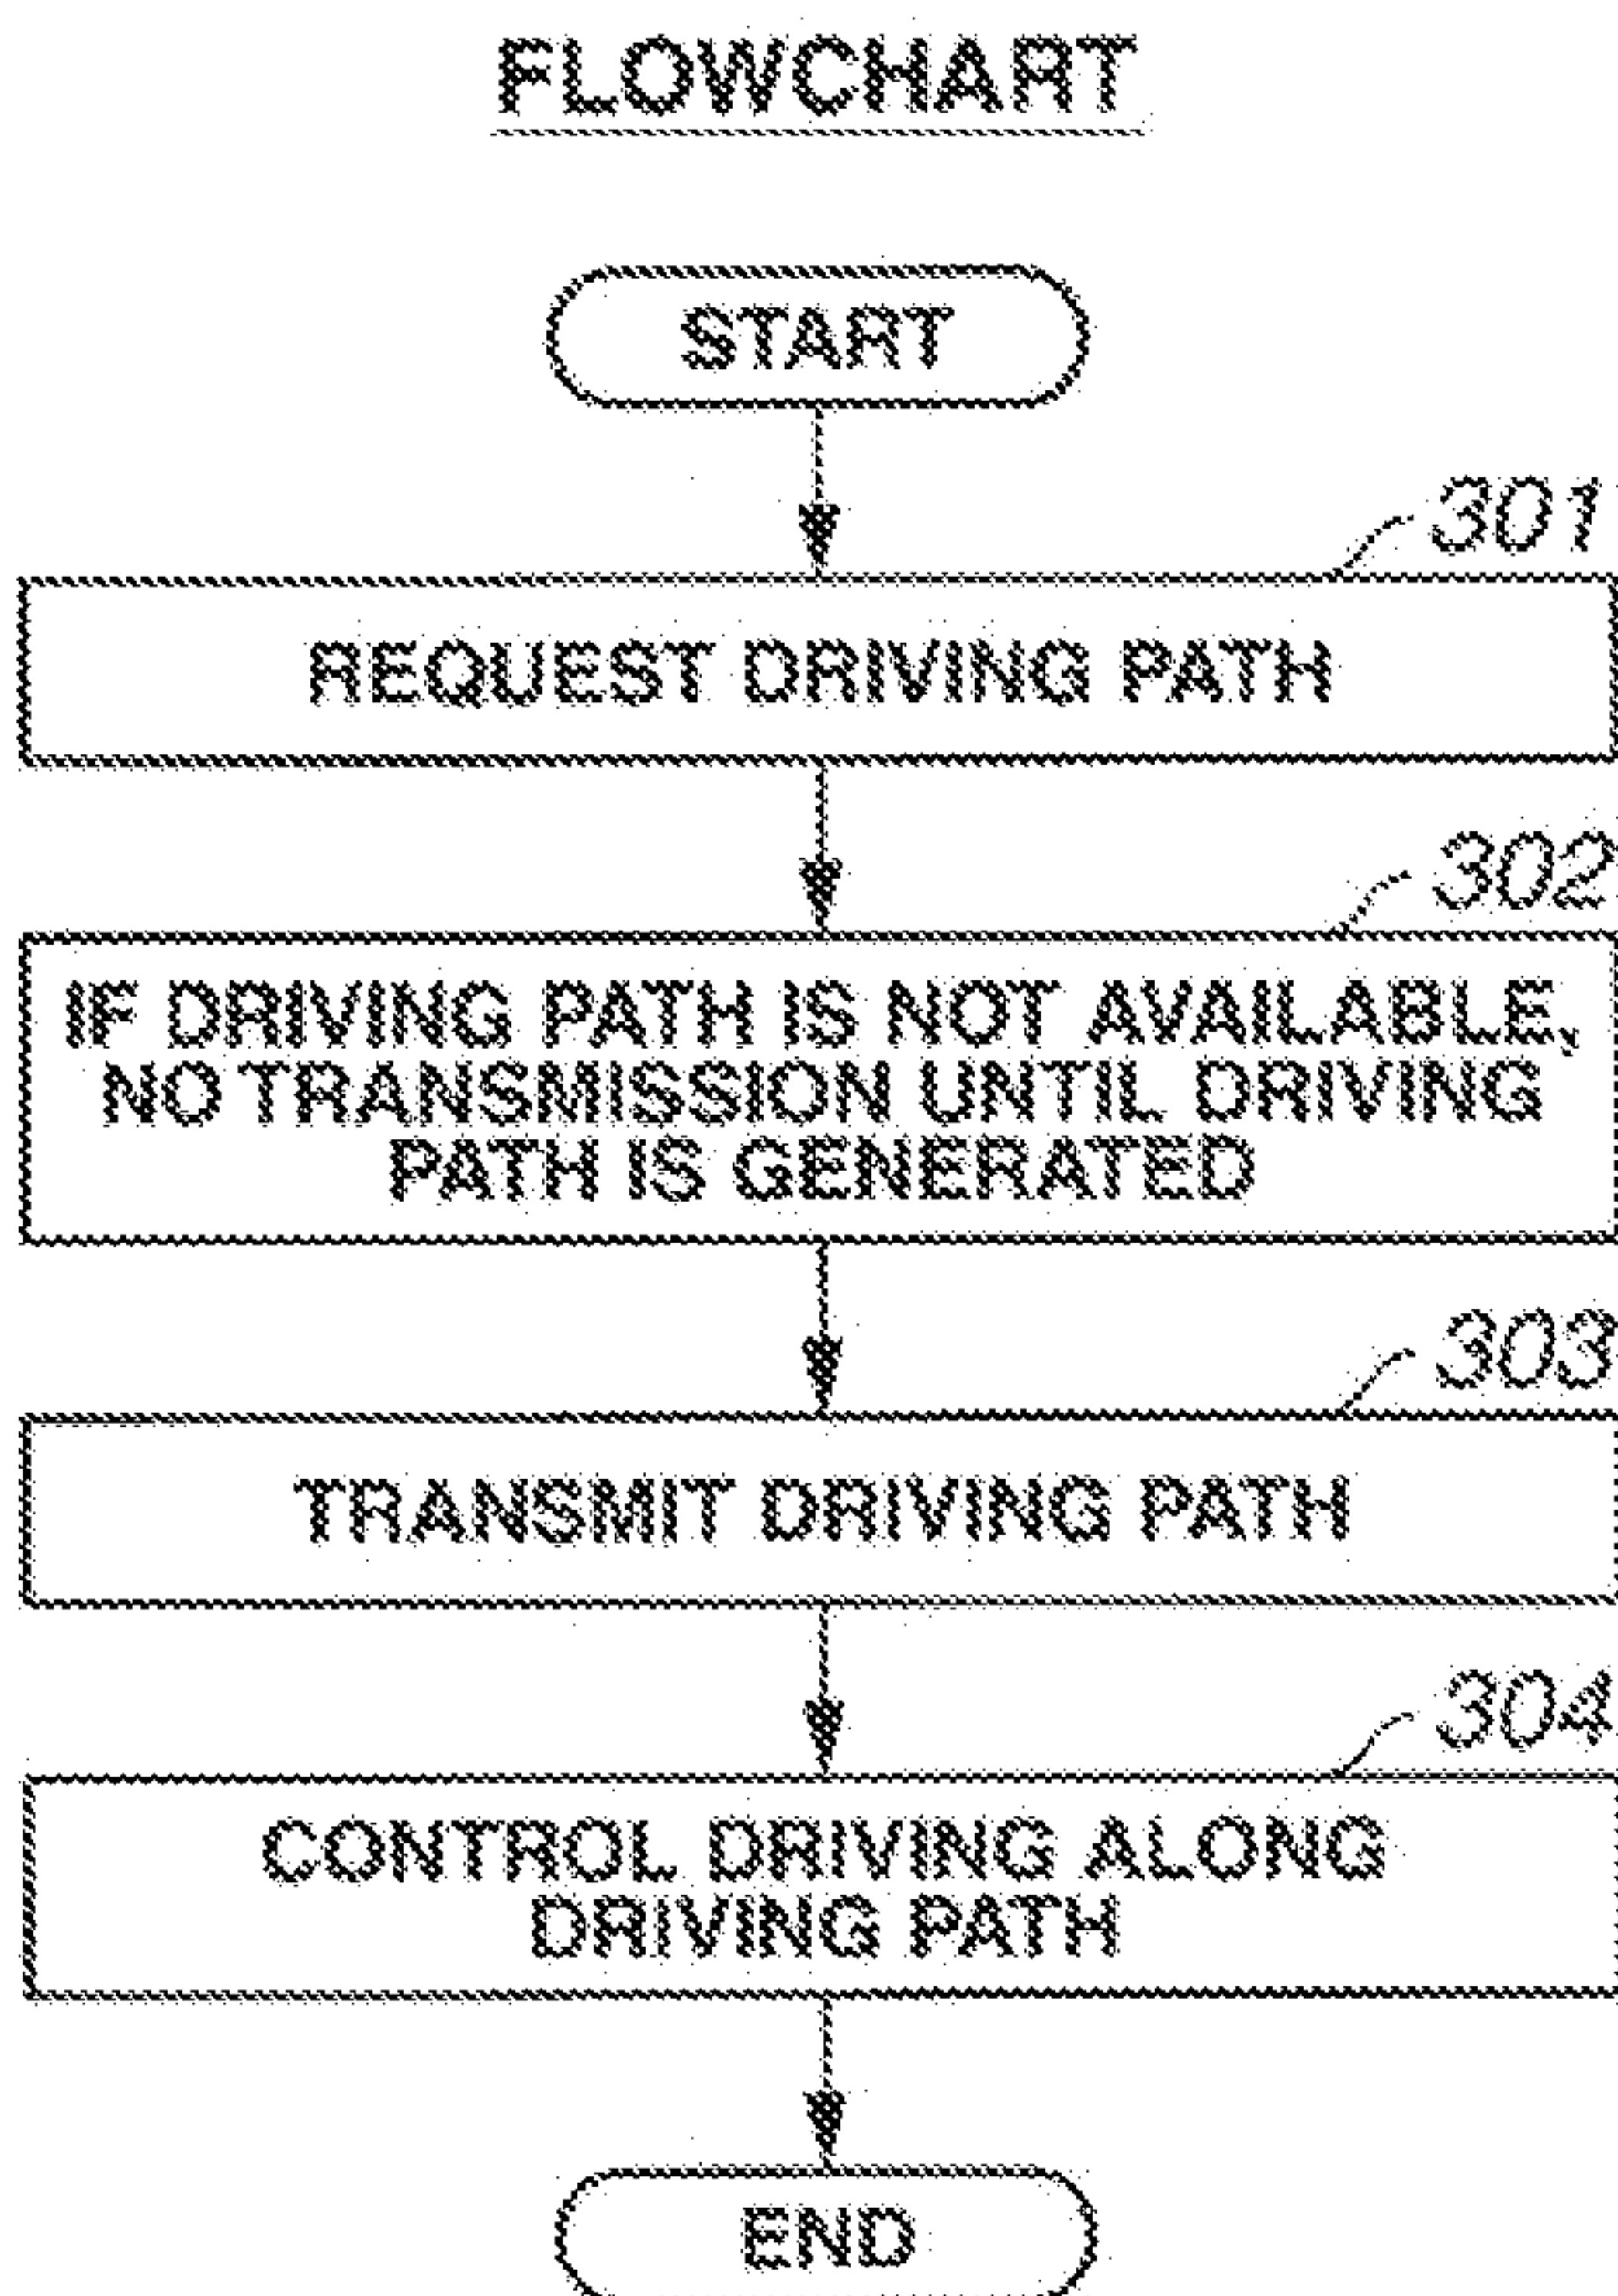 FLOWCHART
START
301
REQUEST DRIVING PATH
302
IF DRIVING PATH IS NOT AVAILABLE,
NO TRANSMISSION UNTIL DRIVING
PATH IS GENERATED
303
TRANSMIT DRIVING PATH
304
CONTROL DRIVING ALONG
DRIVING PATH
END